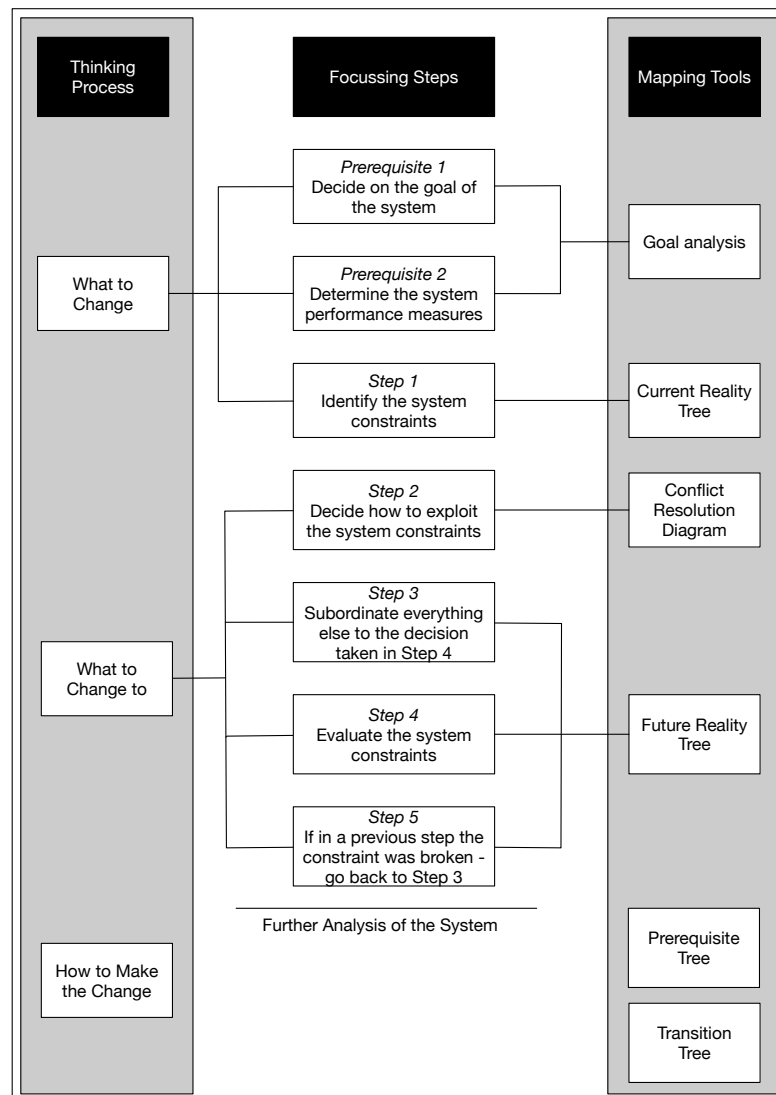 Thinking
Process
Focussing Steps
Mapping Tools
Prerequisite 1
Decide on the goal of
the system
Goal analysis
What to
Change
Prerequisite 2
Determine the system
performance measures
Step 1
Identify the system
constraints
Current Reality
Tree
Step 2
Decide how to exploit
the system constraints
Conflict
Resolution
Diagram
Step 3
Subordinate everything
else to the decision
taken in Step 4
What to
Change to
Step 4
Evaluate the system
constraints
Future Reality
Tree
Step 5
If in a previous step the
constraint was broken -
go back to Step 3
Further Analysis of the System
How to Make
the Change
Prerequisite
Tree
Transition
Tree